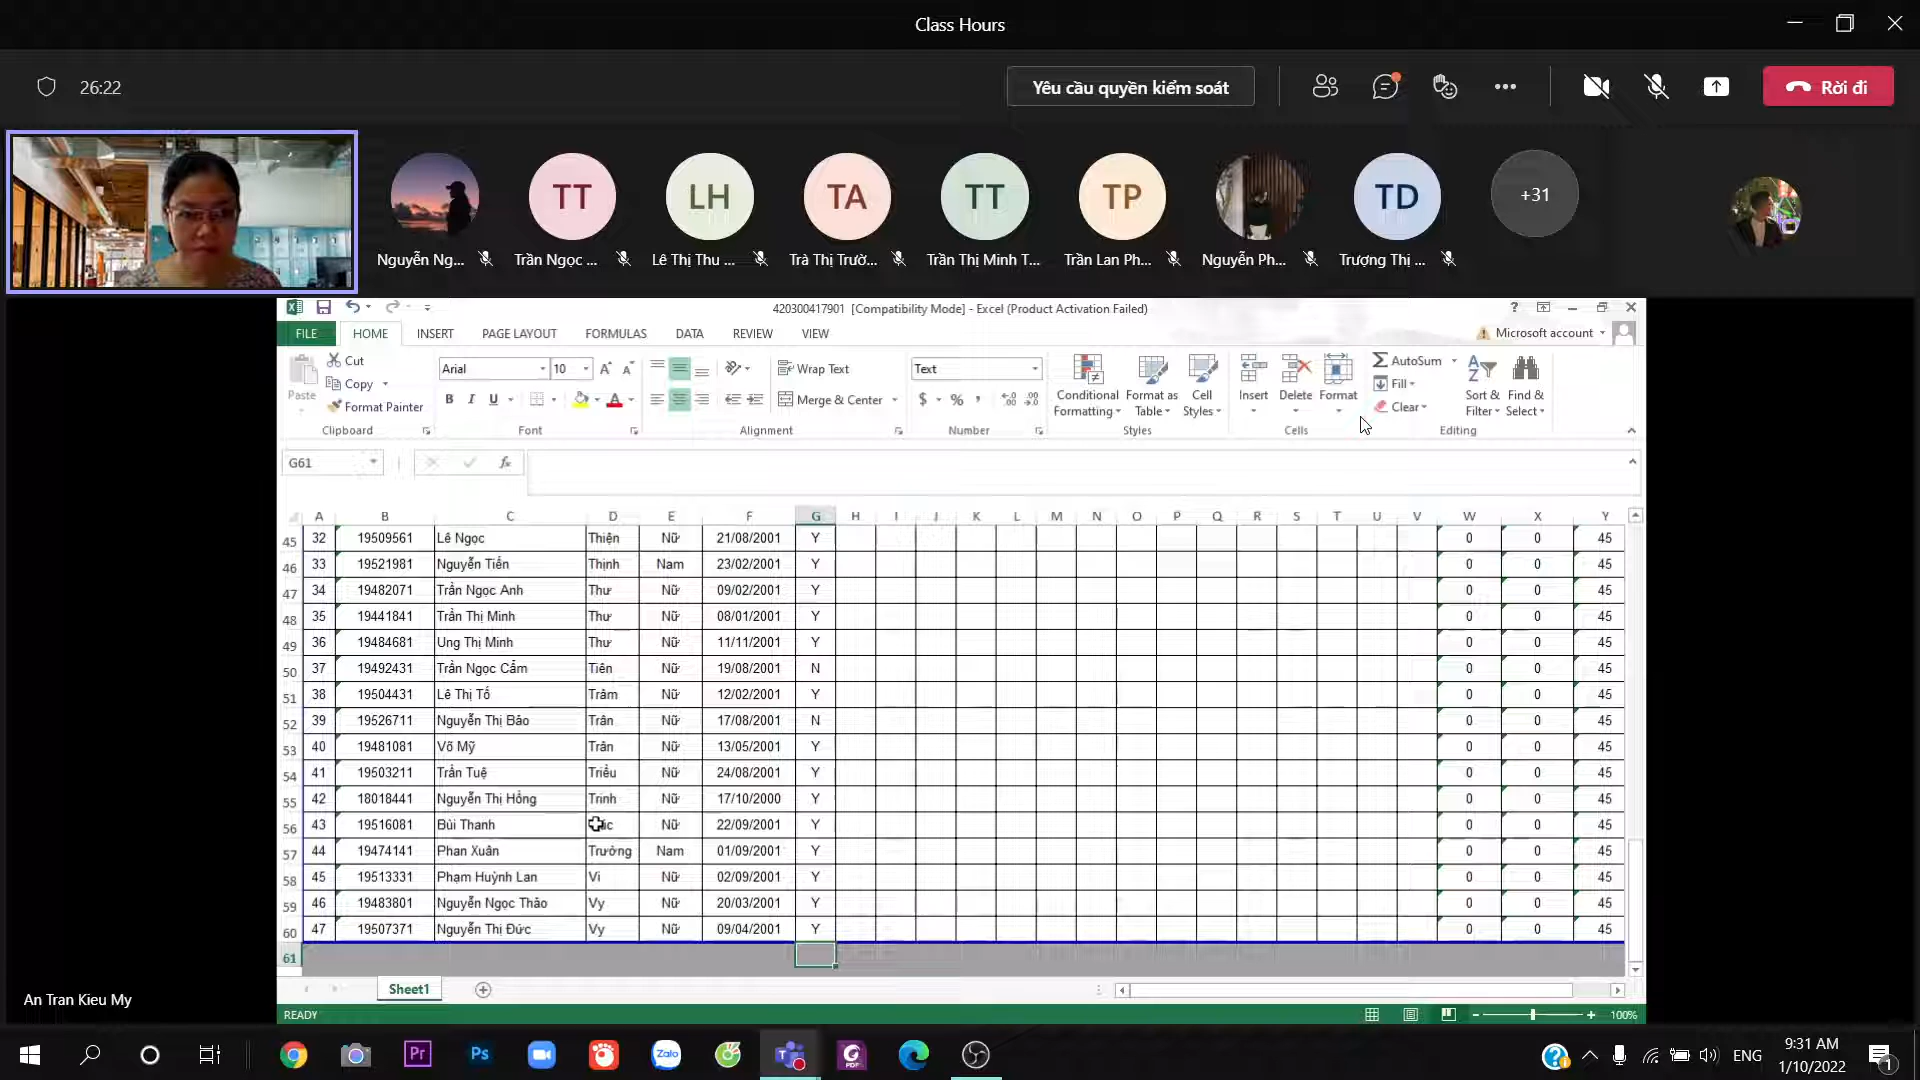 Class Hours
26:22
Yêu cầu quyền kiểm soát
Rời đi
TT
LH
TA
TT
TP
TD
+31
Nguyễn Ng...
Trần Ngọc ...
Lê Thị Thu ...
Trà Thị Trườ...
Trần Thị Minh T...
Trần Lan Ph...
Nguyễn Ph...
Trượng Thị ...
420300417901 [Compatibility Mode] - Excel (Product Activation Failed)
FILE HOME INSERT PAGE LAYOUT FORMULAS DATA REVIEW VIEW Microsoft account
Paste
Cut
Copy
Format Painter
Clipboard
Arial 10
B I U
Font
Wrap Text
Merge & Center
Alignment
Text
$ %
Number
Conditional Formatting
Format as Table
Cell Styles
Styles
Insert
Delete
Format
Cells
AutoSum
Fill
Clear
Sort & Filter
Find & Select
Editing
G61
fx
A B C D E F G H I J K L M N O P Q R S T U V W X Y
45 32 19509561 Lê Ngọc Thiện Nữ 21/08/2001 Y 0 0 45
46 33 19521981 Nguyễn Tiến Thịnh Nam 23/02/2001 Y 0 0 45
47 34 19482071 Trần Ngọc Anh Thư Nữ 09/02/2001 Y 0 0 45
48 35 19441841 Trần Thị Minh Thư Nữ 08/01/2001 Y 0 0 45
49 36 19484681 Ung Thị Minh Thư Nữ 11/11/2001 Y 0 0 45
50 37 19492431 Trần Ngọc Cẩm Tiên Nữ 19/08/2001 N 0 0 45
51 38 19504431 Lê Thị Tố Trâm Nữ 12/02/2001 Y 0 0 45
52 39 19526711 Nguyễn Thị Bảo Trân Nữ 17/08/2001 N 0 0 45
53 40 19481081 Võ Mỹ Trân Nữ 13/05/2001 Y 0 0 45
54 41 19503211 Trần Tuệ Triều Nữ 24/08/2001 Y 0 0 45
55 42 18018441 Nguyễn Thị Hồng Trinh Nữ 17/10/2000 Y 0 0 45
56 43 19516081 Bùi Thanh Nữ 22/09/2001 Y 0 0 45
57 44 19474141 Phan Xuân Trường Nam 01/09/2001 Y 0 0 45
58 45 19513331 Phạm Huỳnh Lan Vi Nữ 02/09/2001 Y 0 0 45
59 46 19483801 Nguyễn Ngọc Thảo Vy Nữ 20/03/2001 Y 0 0 45
60 47 19507371 Nguyễn Thị Đức Vy Nữ 09/04/2001 Y 0 0 45
61
Sheet1
READY
100%
An Tran Kieu My
Pr
Ps
Zalo
PDF
ENG
9:31 AM
1/10/2022
1